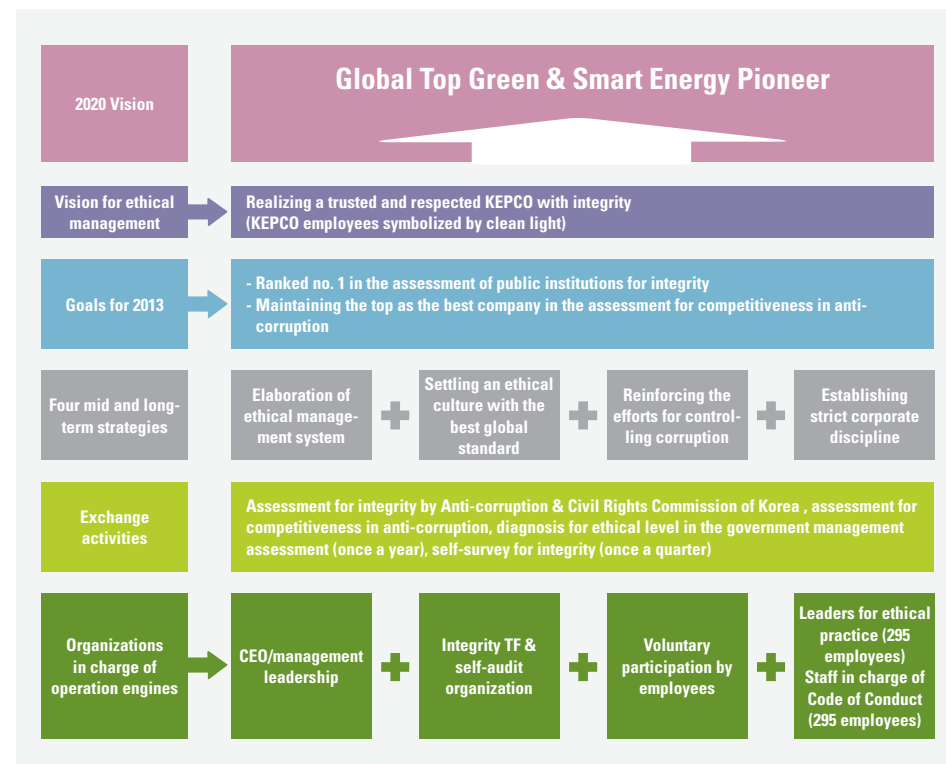 2020 Vision
Global Top Green & Smart Energy Pioneer
Vision for ethical
management
Realizing a trusted and respected KEPCO with integrity
(KEPCO employees symbolized by clean light)
Goals for 2013
- Ranked no. 1 in the assessment of public institutions for integrity
- Maintaining the top as the best company in the assessment for competitiveness in anti-
corruption
Four mid and long-
term strategies
Elaboration of
ethical manage-
ment system
Settling an ethical
culture with the
best global
standard
Reinforcing the
efforts for control-
ling corruption
Establishing
strict corporate
discipline
Exchange
activities
Assessment for integrity by Anti-corruption & Civil Rights Commission of Korea , assessment for
competitiveness in anti-corruption, diagnosis for ethical level in the government management
assessment (once a year), self-survey for integrity (once a quarter)
Organizations
in charge of
operation engines
CEO/management
leadership
Integrity TF &
self-audit
organization
Voluntary
participation by
employees
Leaders for ethical
practice (295
employees)
Staff in charge of
Code of Conduct
(295 employees)